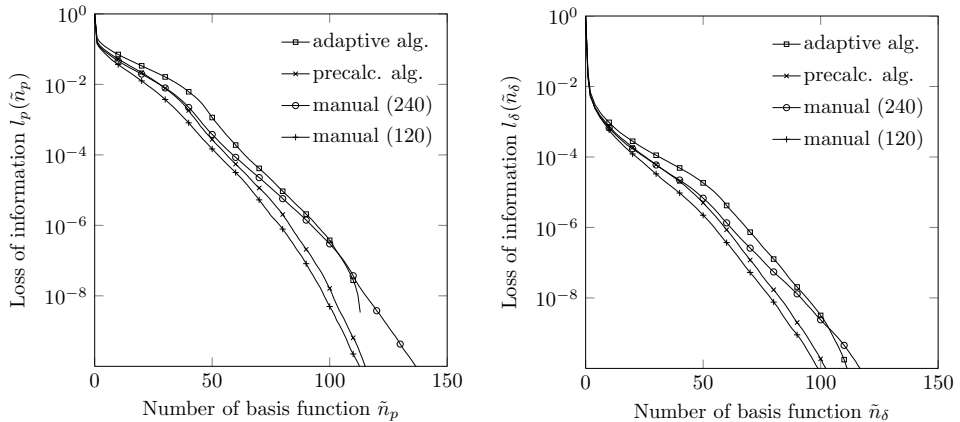 10^0
10^{-2}
10^{-4}
10^{-6}
10^{-8}
0
50
100
150
Loss of information l_p(ñ_p)
Number of basis function ñ_p
adaptive alg.
precalc. alg.
manual (240)
manual (120)
10^0
10^{-2}
10^{-4}
10^{-6}
10^{-8}
0
50
100
150
Loss of information l_δ(ñ_δ)
Number of basis function ñ_δ
adaptive alg.
precalc. alg.
manual (240)
manual (120)